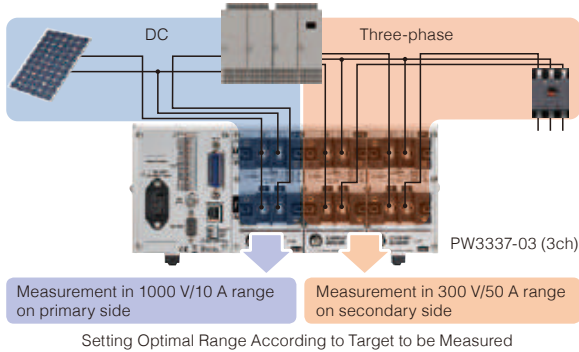 DC
Three-phase
PW3337-03 (3ch)
Measurement in 1000 V/10 A range
on primary side
Measurement in 300 V/50 A range
on secondary side
Setting Optimal Range According to Target to be Measured